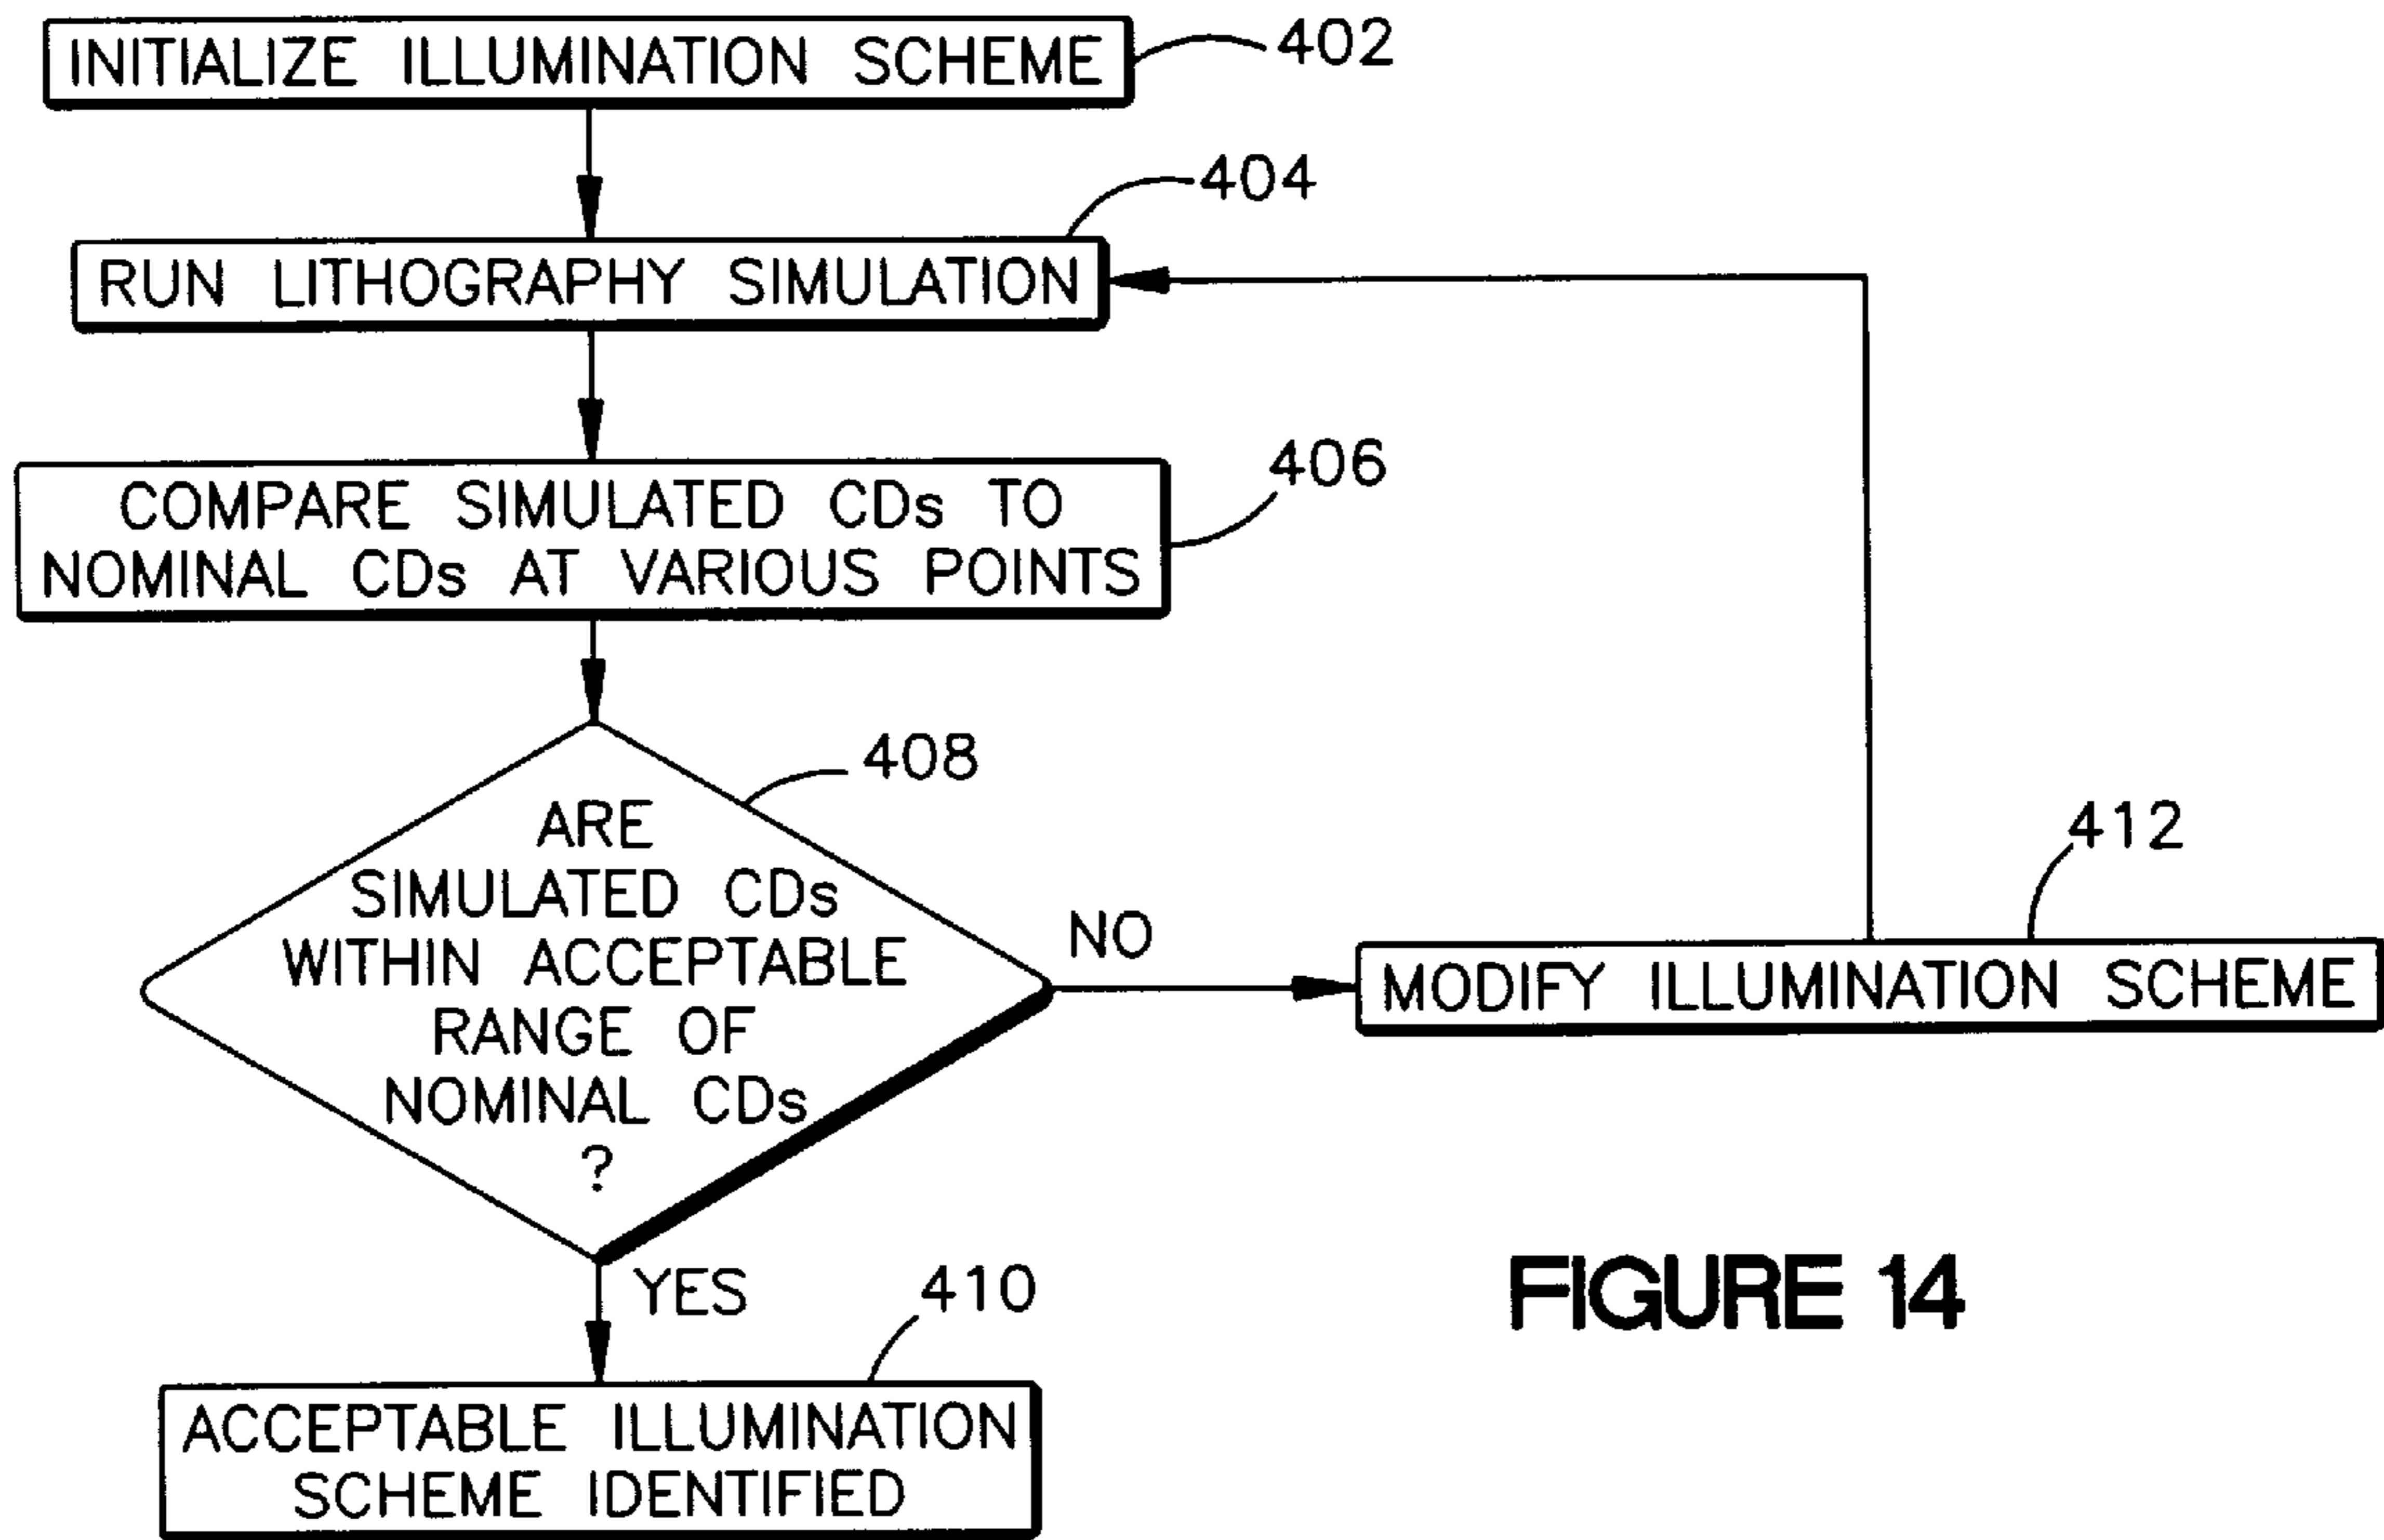 INITIALIZE ILLUMINATION SCHEME
402
404
RUN LITHOGRAPHY SIMULATION
406
COMPARE SIMULATED CDs TO
NOMINAL CDs AT VARIOUS POINTS
408
ARE
SIMULATED CDs
WITHIN ACCEPTABLE
RANGE OF
NOMINAL CDs
?
NO
412
MODIFY ILLUMINATION SCHEME
YES
410
ACCEPTABLE ILLUMINATION
SCHEME IDENTIFIED
FIGURE 14